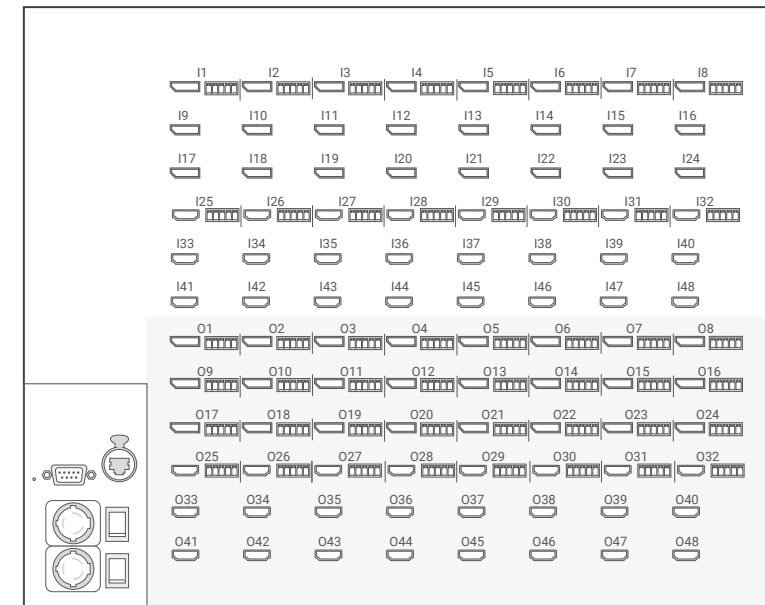 I1 I2 I3 I4 I5 I6 I7 I8
I9 I10 I11 I12 I13 I14 I15 I16
I17 I18 I19 I20 I21 I22 I23 I24
I25 I26 I27 I28 I29 I30 I31 I32
I33 I34 I35 I36 I37 I38 I39 I40
I41 I42 I43 I44 I45 I46 I47 I48
O1 O2 O3 O4 O5 O6 O7 O8
O9 O10 O11 O12 O13 O14 O15 O16
O17 O18 O19 O20 O21 O22 O23 O24
O25 O26 O27 O28 O29 O30 O31 O32
O33 O34 O35 O36 O37 O38 O39 O40
O41 O42 O43 O44 O45 O46 O47 O48